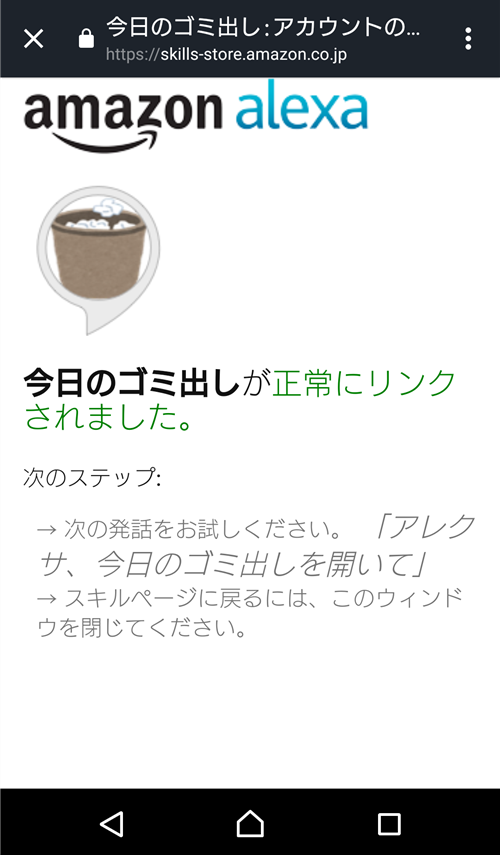 今日のゴミ出し:アカウントの...
https://skills-store.amazon.co.jp
amazon alexa
今日のゴミ出しが正常にリンク
されました。
次のステップ:
→ 次の発話をお試しください。 「アレク
サ、今日のゴミ出しを開いて」
→ スキルページに戻るには、このウィンド
ウを閉じてください。